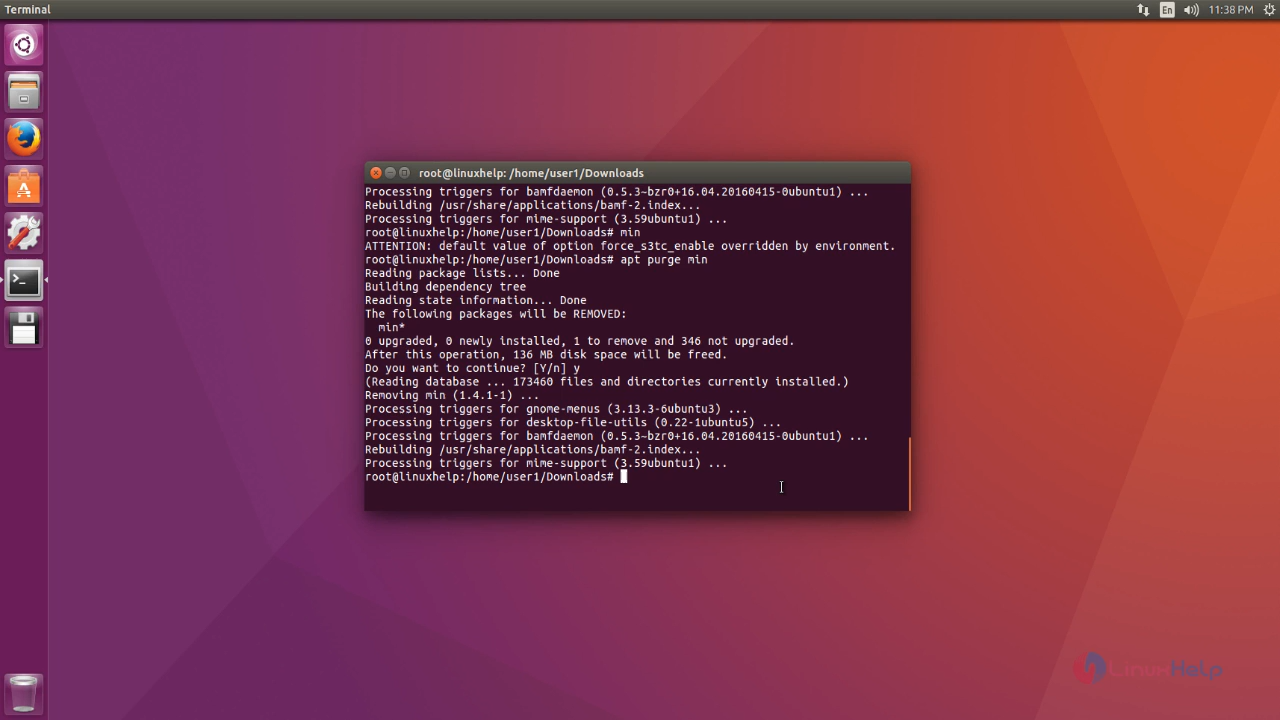 Terminal
En
11:38 PM
root@linuxhelp: /home/user1/Downloads
Processing triggers for bamfdaemon (0.5.3~bzr0+16.04.20160415-0ubuntu1) ...
Rebuilding /usr/share/applications/bamf-2.index...
Processing triggers for mime-support (3.59ubuntu1) ...
root@linuxhelp:/home/user1/Downloads# min
ATTENTION: default value of option force_s3tc_enable overridden by environment.
root@linuxhelp:/home/user1/Downloads# apt purge min
Reading package lists... Done
Building dependency tree
Reading state information... Done
The following packages will be REMOVED:
  min*
0 upgraded, 0 newly installed, 1 to remove and 346 not upgraded.
After this operation, 136 MB disk space will be freed.
Do you want to continue? [Y/n] y
(Reading database ... 173460 files and directories currently installed.)
Removing min (1.4.1-1) ...
Processing triggers for gnome-menus (3.13.3-6ubuntu3) ...
Processing triggers for desktop-file-utils (0.22-1ubuntu5) ...
Processing triggers for bamfdaemon (0.5.3~bzr0+16.04.20160415-0ubuntu1) ...
Rebuilding /usr/share/applications/bamf-2.index...
Processing triggers for mime-support (3.59ubuntu1) ...
root@linuxhelp:/home/user1/Downloads#
LinuxHelp